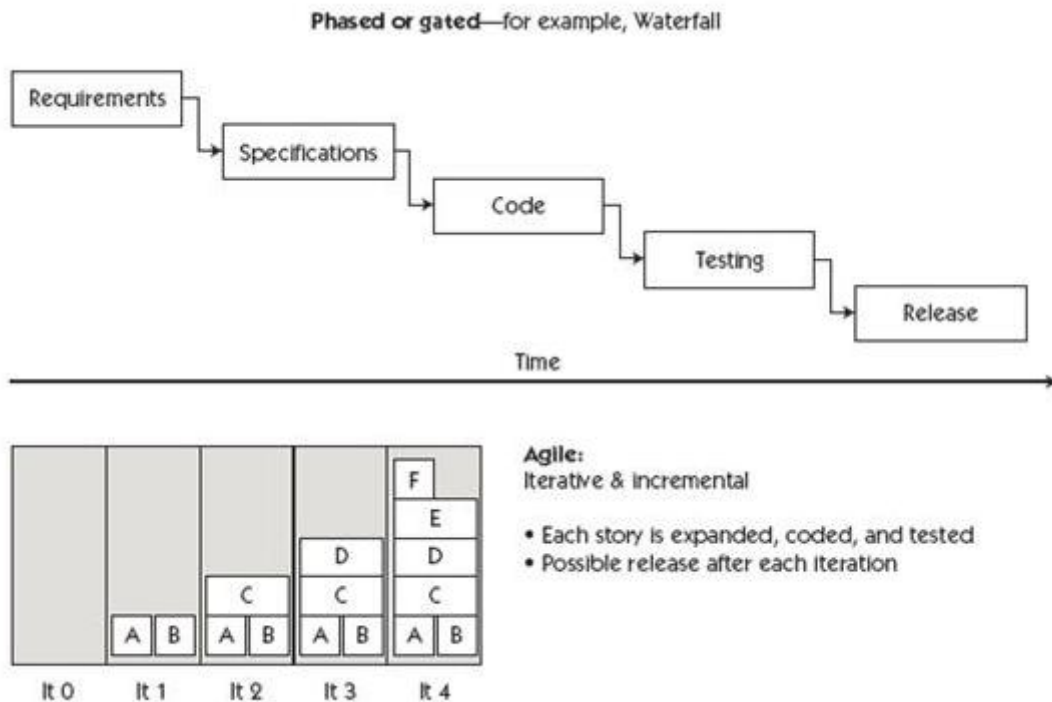 Phased or gated—for example, Waterfall
Requirements
Specifications
Code
Testing
Release
Time
Agile:
Iterative & incremental
• Each story is expanded, coded, and tested
• Possible release after each iteration
F
E
D D
C C C
A B A B A B A B
It 0 It 1 It 2 It 3 It 4